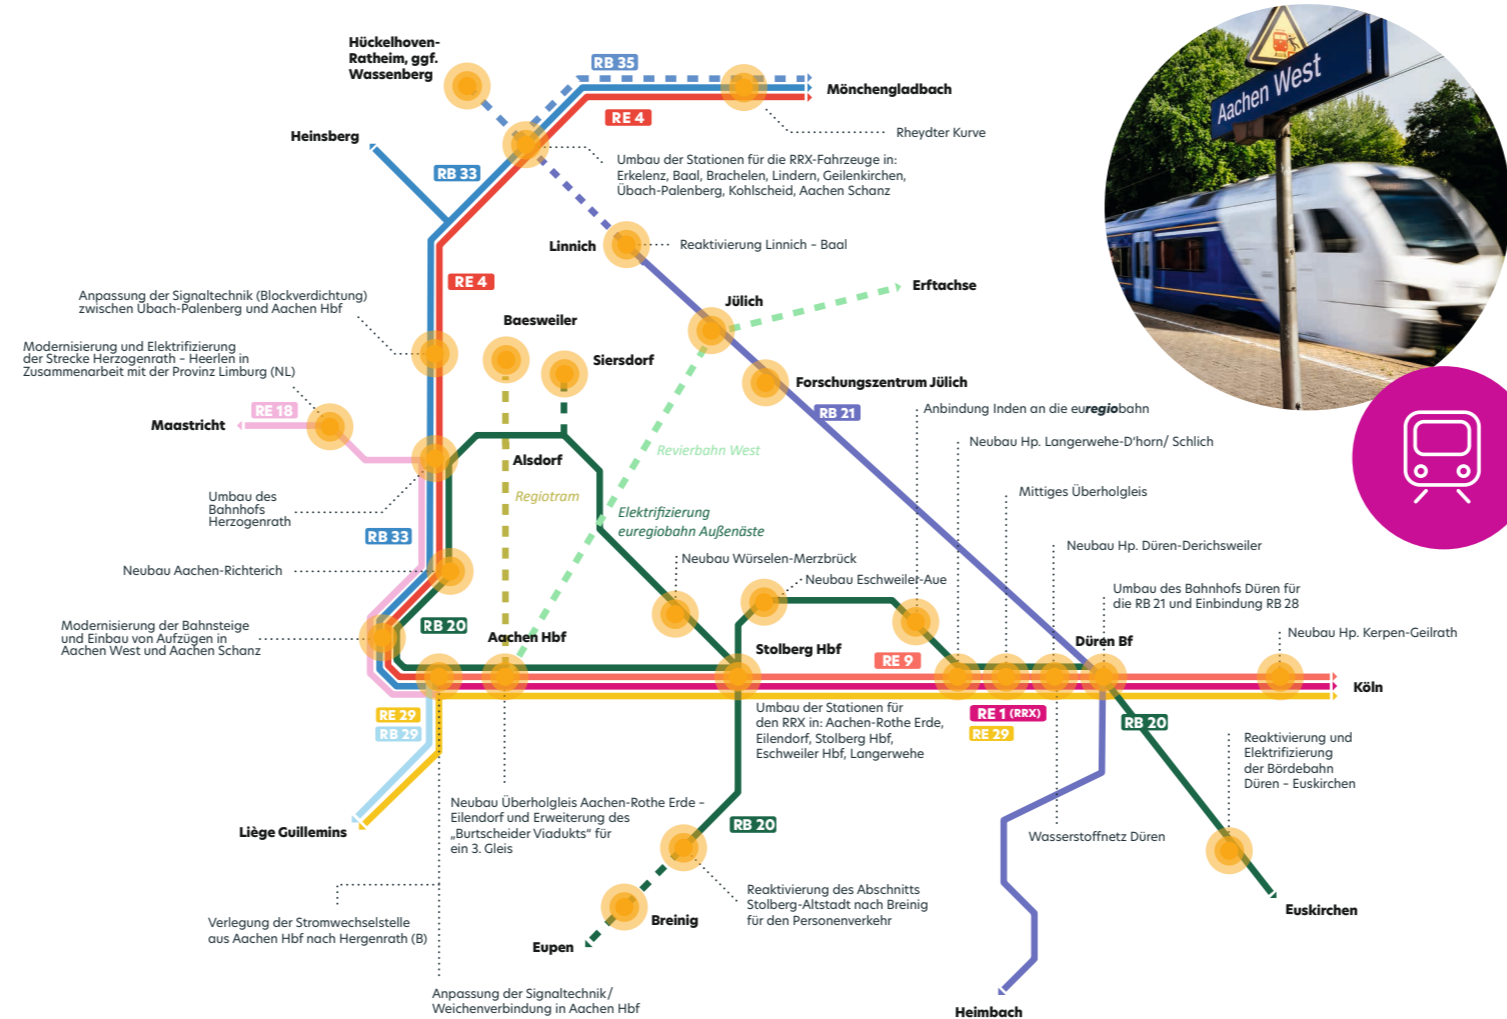 Hückelhoven-
Ratheim, ggf.
Wassenberg
RB 35
Mönchengladbach
RE 4
Rheydter Kurve
Heinsberg
RB 33
Umbau der Stationen für die RRX-Fahrzeuge in:
Erkelenz, Baal, Brachelen, Lindern, Geilenkirchen,
Übach-Palenberg, Kohlscheid, Aachen Schanz
Aachen West
Linnich
Reaktivierung Linnich – Baal
RE 4
Jülich
Erftachse
Anpassung der Signaltechnik (Blockverdichtung)
zwischen Übach-Palenberg und Aachen Hbf
Baesweiler
Siersdorf
Modernisierung und Elektrifizierung
der Strecke Herzogenrath – Heerlen in
Zusammenarbeit mit der Provinz Limburg (NL)
Forschungszentrum Jülich
RB 21
Anbindung Inden an die euregiobahn
RE 18
Maastricht
Neubau Hp. Langerwehe-D'horn/ Schlich
Revierbahn West
Alsdorf
Regiotram
Mittiges Überholgleis
Umbau des
Bahnhofs
Herzogenrath
Elektrifizierung
euregiobahn Außenäste
RB 33
Neubau Hp. Düren-Derichsweiler
Neubau Würselen-Merzbrück
Neubau Aachen-Richterich
Neubau Eschweiler-Aue
Umbau des Bahnhofs Düren für
die RB 21 und Einbindung RB 28
Modernisierung der Bahnsteige
und Einbau von Aufzügen in
Aachen West und Aachen Schanz
RB 20
Aachen Hbf
Stolberg Hbf
Düren Bf
Neubau Hp. Kerpen-Geilrath
RE 9
Köln
RE 29
RB 29
Umbau der Stationen für
den RRX in: Aachen-Rothe Erde,
Eilendorf, Stolberg Hbf,
Eschweiler Hbf, Langerwehe
RE 1 (RRX)
RE 29
RB 20
Reaktivierung und
Elektrifizierung
der Bördebahn
Düren – Euskirchen
Liège Guillemins
Neubau Überholgleis Aachen-Rothe Erde –
Eilendorf und Erweiterung des
„Burtscheider Viadukts“ für
ein 3. Gleis
RB 20
Wasserstoffnetz Düren
Reaktivierung des Abschnitts
Stolberg-Altstadt nach Breinig
für den Personenverkehr
Euskirchen
Verlegung der Stromwechselstelle
aus Aachen Hbf nach Hergenrath (B)
Breinig
Eupen
Anpassung der Signaltechnik/
Weichenverbindung in Aachen Hbf
Heimbach